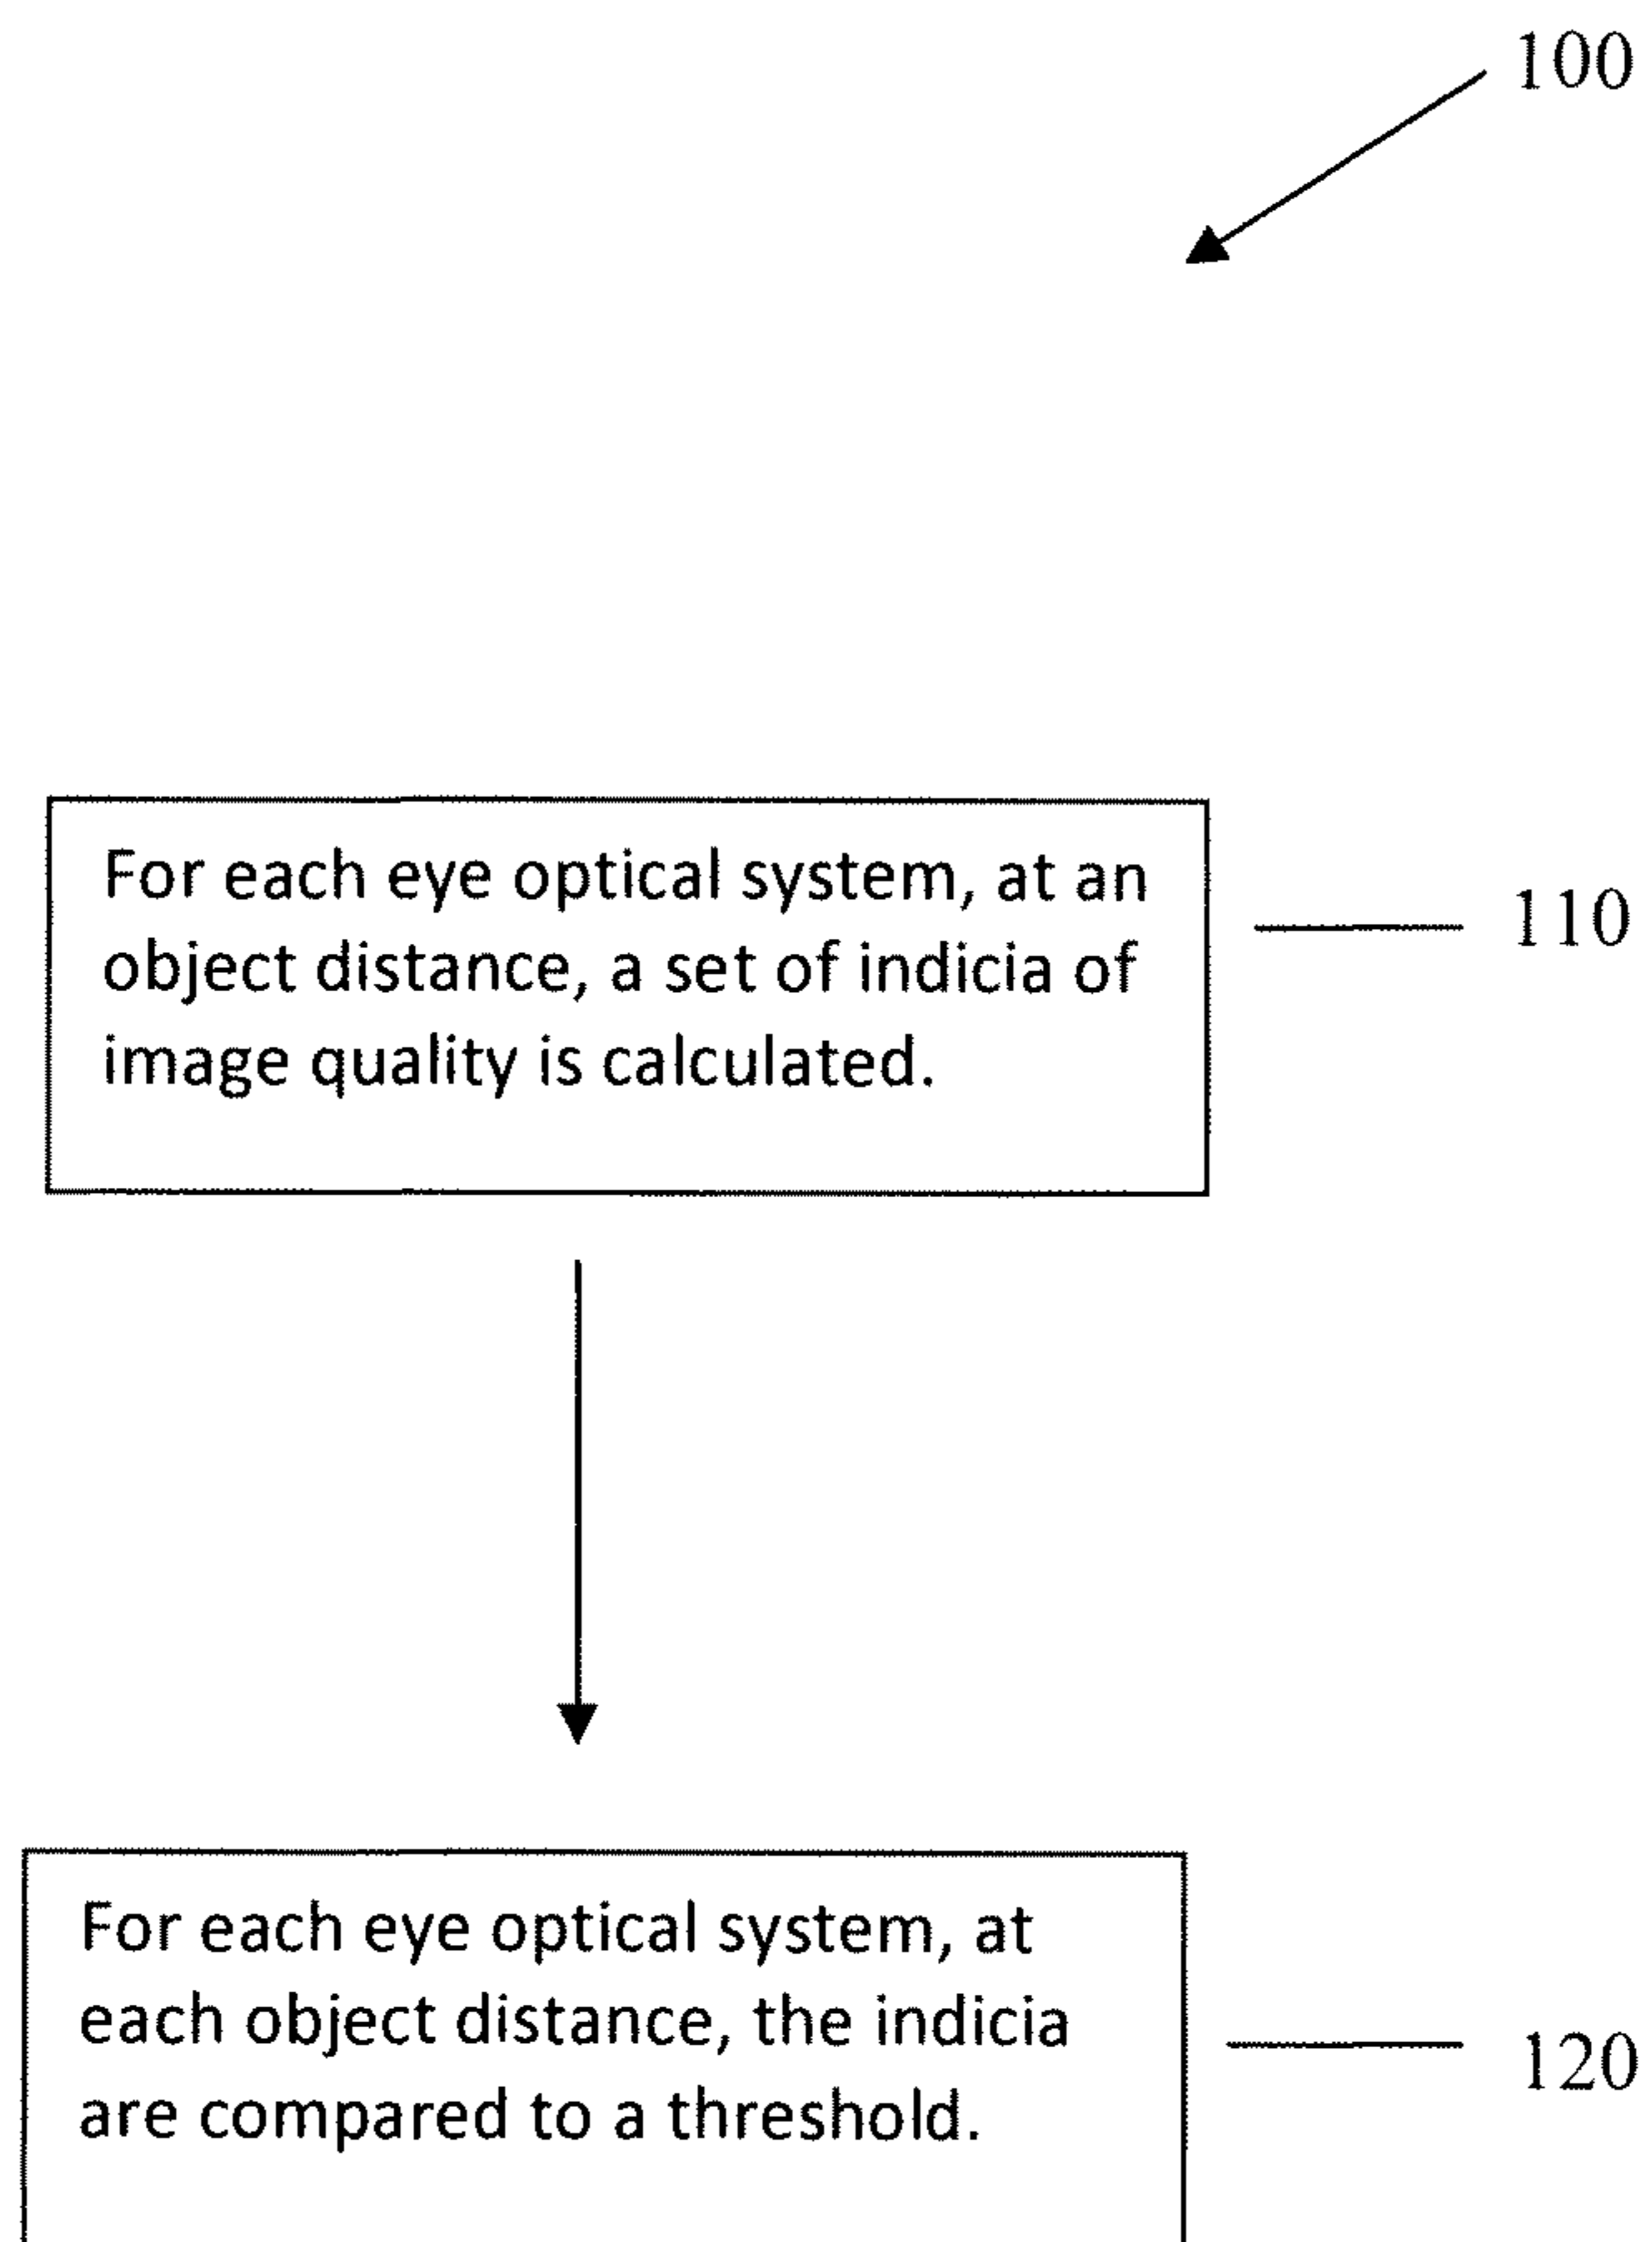 100
For each eye optical system, at an
object distance, a set of indicia of
image quality is calculated.
110
For each eye optical system, at
each object distance, the indicia
are compared to a threshold.
120